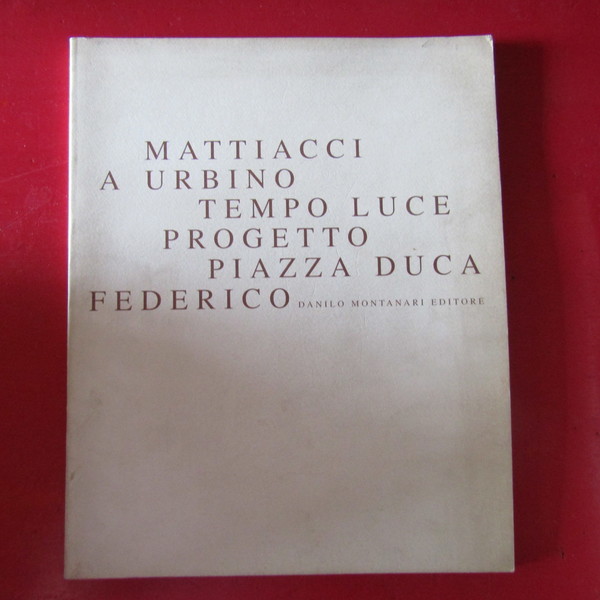 MATTIACCI
A URBINO
TEMPO LUCE
PROGETTO
PIAZZA DUCA
FEDERICO DANILO MONTANARI EDITORE